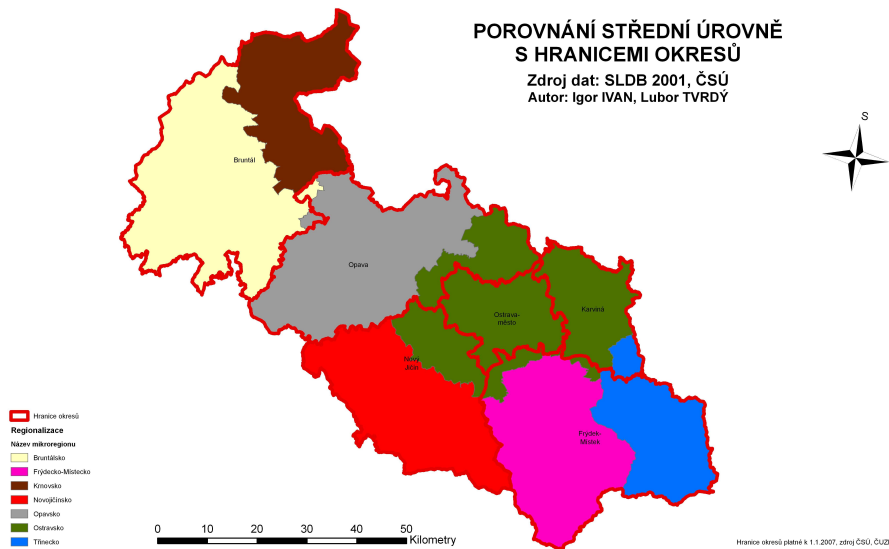 POROVNÁNÍ STŘEDNÍ ÚROVNĚ
S HRANICEMI OKRESŮ
Zdroj dat: SLDB 2001, ČSÚ
Autor: Igor IVAN, Lubor TVRDÝ
S
Bruntál
Opava
Ostrava-
město
Karviná
Nový
Jičín
Frýdek-
Místek
Hranice okresů
Regionalizace
Název mikroregionu
Bruntálsko
Frýdecko-Místecko
Krnovsko
Novojičínsko
Opavsko
Ostravsko
Třinecko
0 10 20 30 40 50
Kilometry
Hranice okresů platné k 1.1.2007, zdroj ČSÚ, ČÚZK